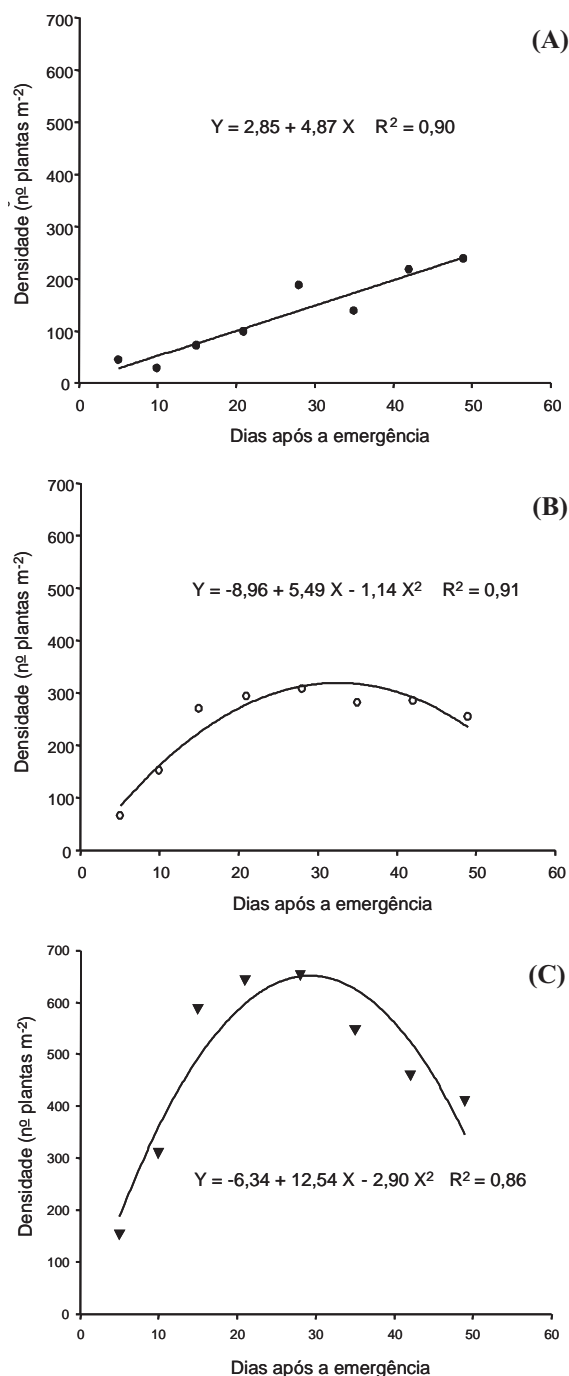 (A)
Densidade (nº plantas m-2)
700
600
500
400
300
200
100
0
Y = 2,85 + 4,87 X R2 = 0,90
0 10 20 30 40 50 60
Dias após a emergência
(B)
Densidade (nº plantas m-2)
700
600
500
400
300
200
100
0
Y = -8,96 + 5,49 X - 1,14 X2 R2 = 0,91
0 10 20 30 40 50 60
Dias após a emergência
(C)
Densidade (nº plantas m-2)
700
600
500
400
300
200
100
0
Y = -6,34 + 12,54 X - 2,90 X2 R2 = 0,86
0 10 20 30 40 50 60
Dias após a emergência